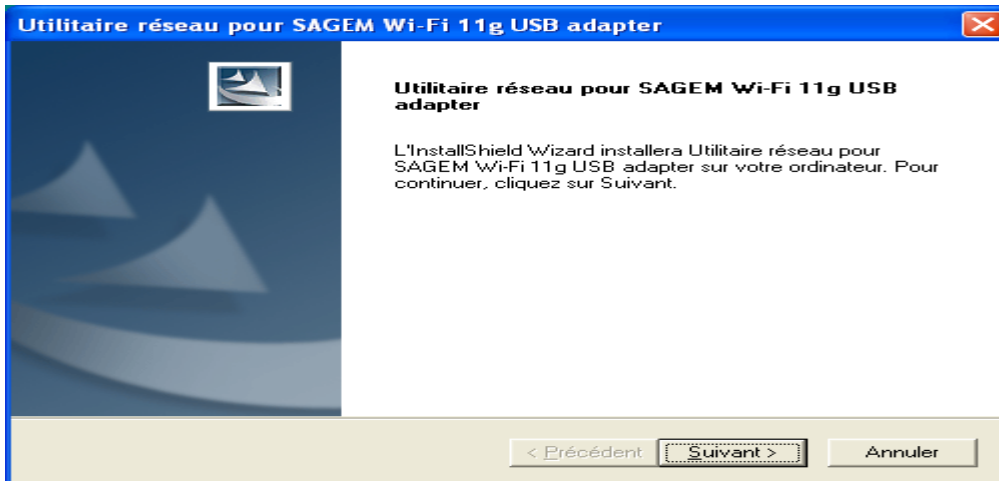 Utilitaire réseau pour SAGEM Wi-Fi 11g USB adapter
Utilitaire réseau pour SAGEM Wi-Fi 11g USB
adapter
L'InstallShield Wizard installera Utilitaire réseau pour
SAGEM Wi-Fi 11g USB adapter sur votre ordinateur. Pour
continuer, cliquez sur Suivant.
< Précédent
Suivant >
Annuler